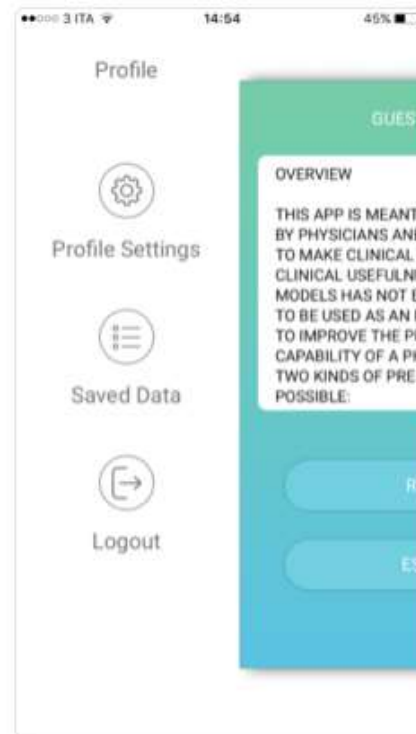 3 ITA 14:54 45%
Profile
Profile Settings
Saved Data
Logout
GUES
OVERVIEW
THIS APP IS MEANT
BY PHYSICIANS AN
TO MAKE CLINICAL
CLINICAL USEFULN
MODELS HAS NOT
TO BE USED AS AN
TO IMPROVE THE P
CAPABILITY OF A P
TWO KINDS OF PRE
POSSIBLE:
R
ES